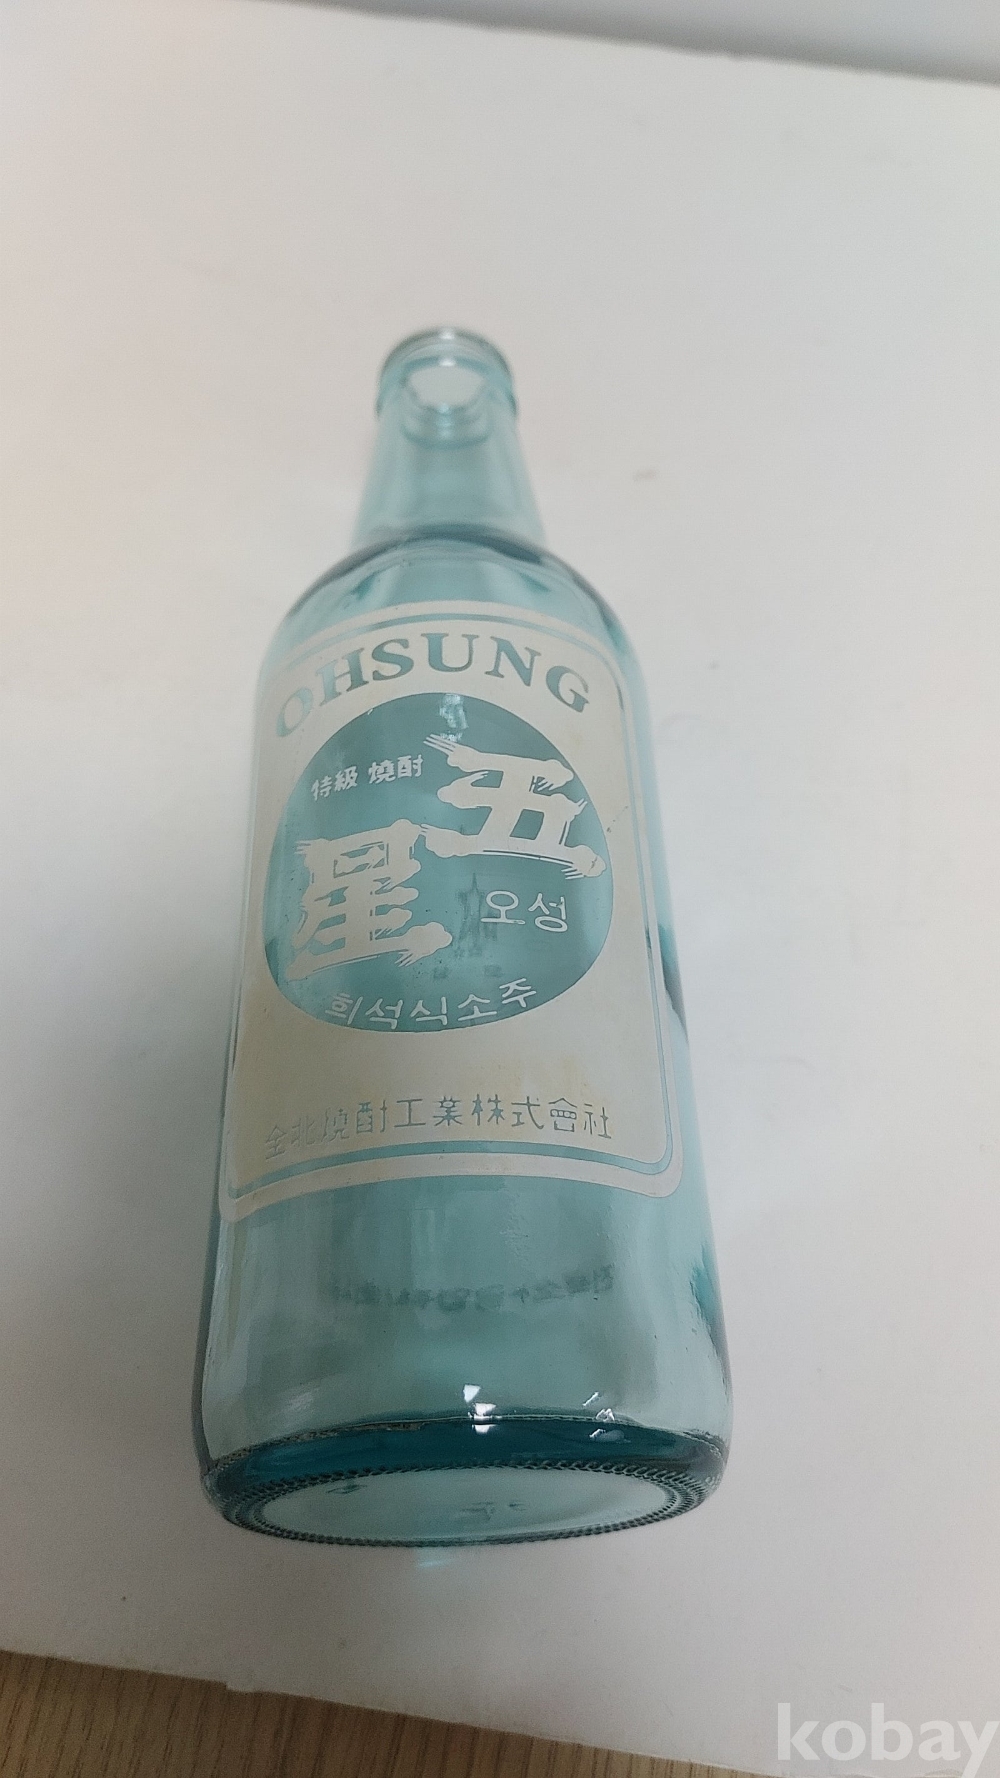 OHSUNG
特級 燒酎
五星
오성
희석식소주
全北燒酎工業株式會社
kobay